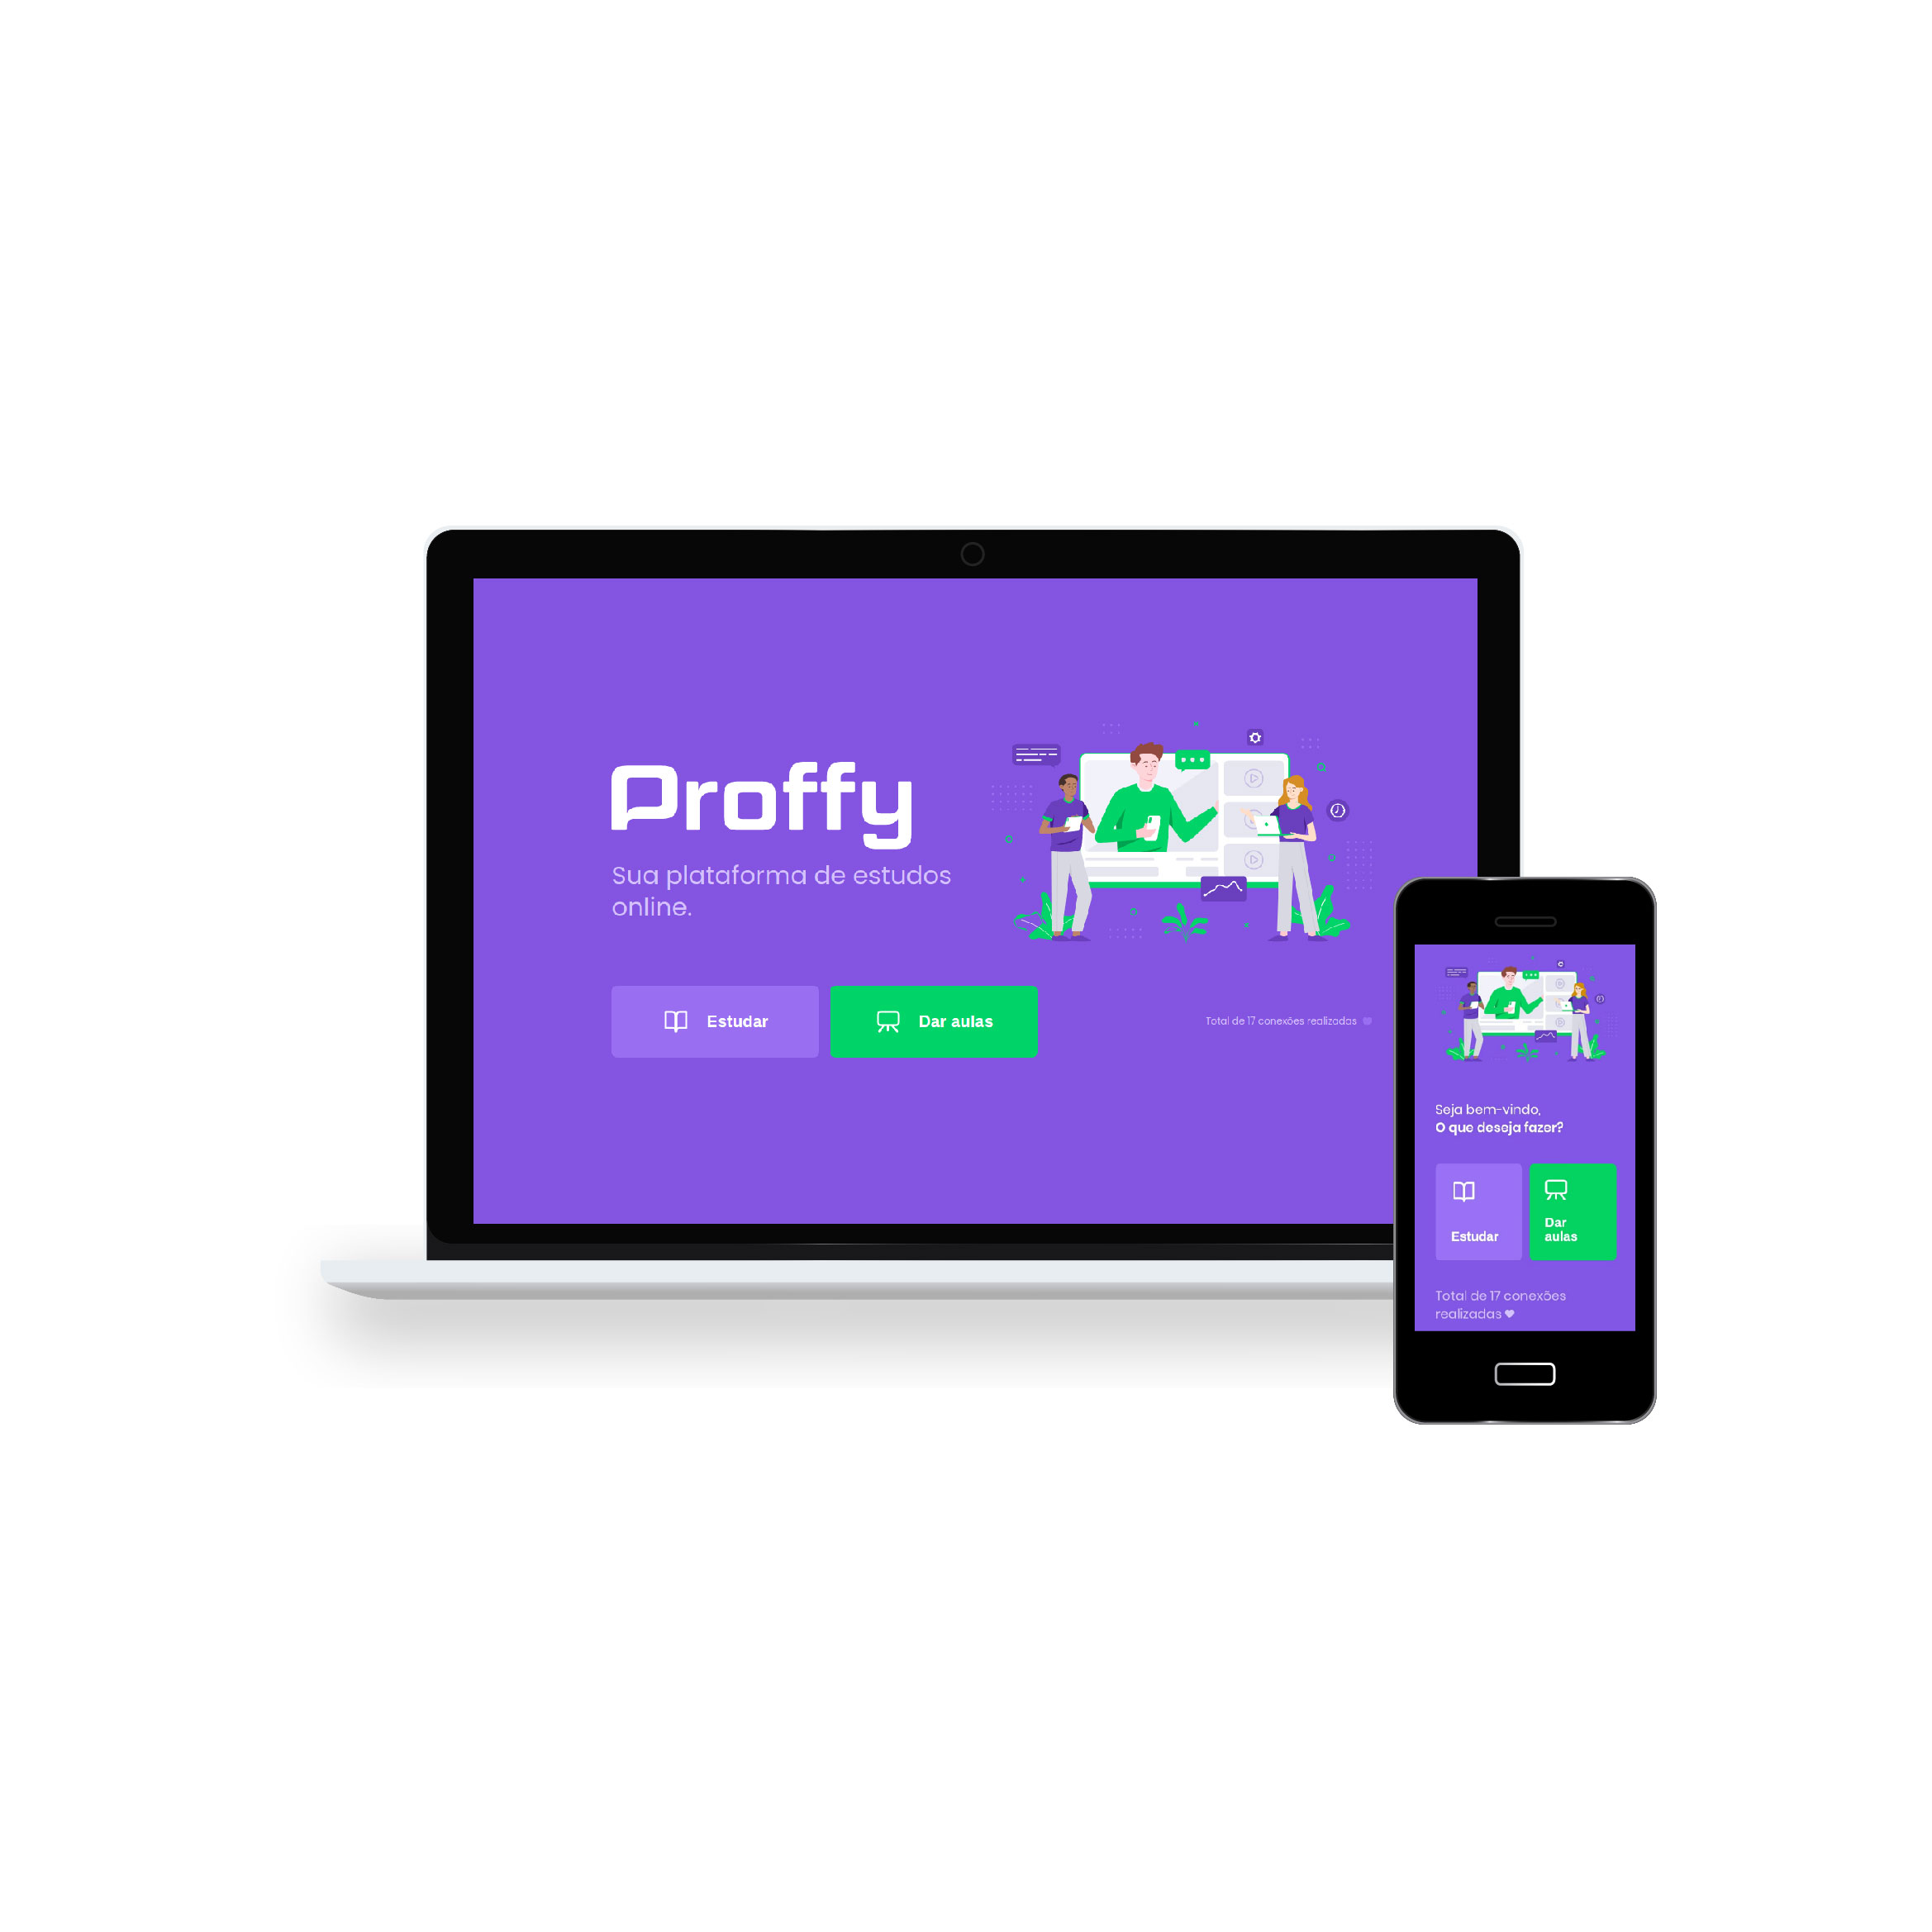 Proffy
Sua plataforma de estudos
online.
Estudar
Dar aulas
Total de 17 conexões realizadas
Seja bem-vindo,
O que deseja fazer?
Estudar
Dar
aulas
Total de 17 conexões
realizadas